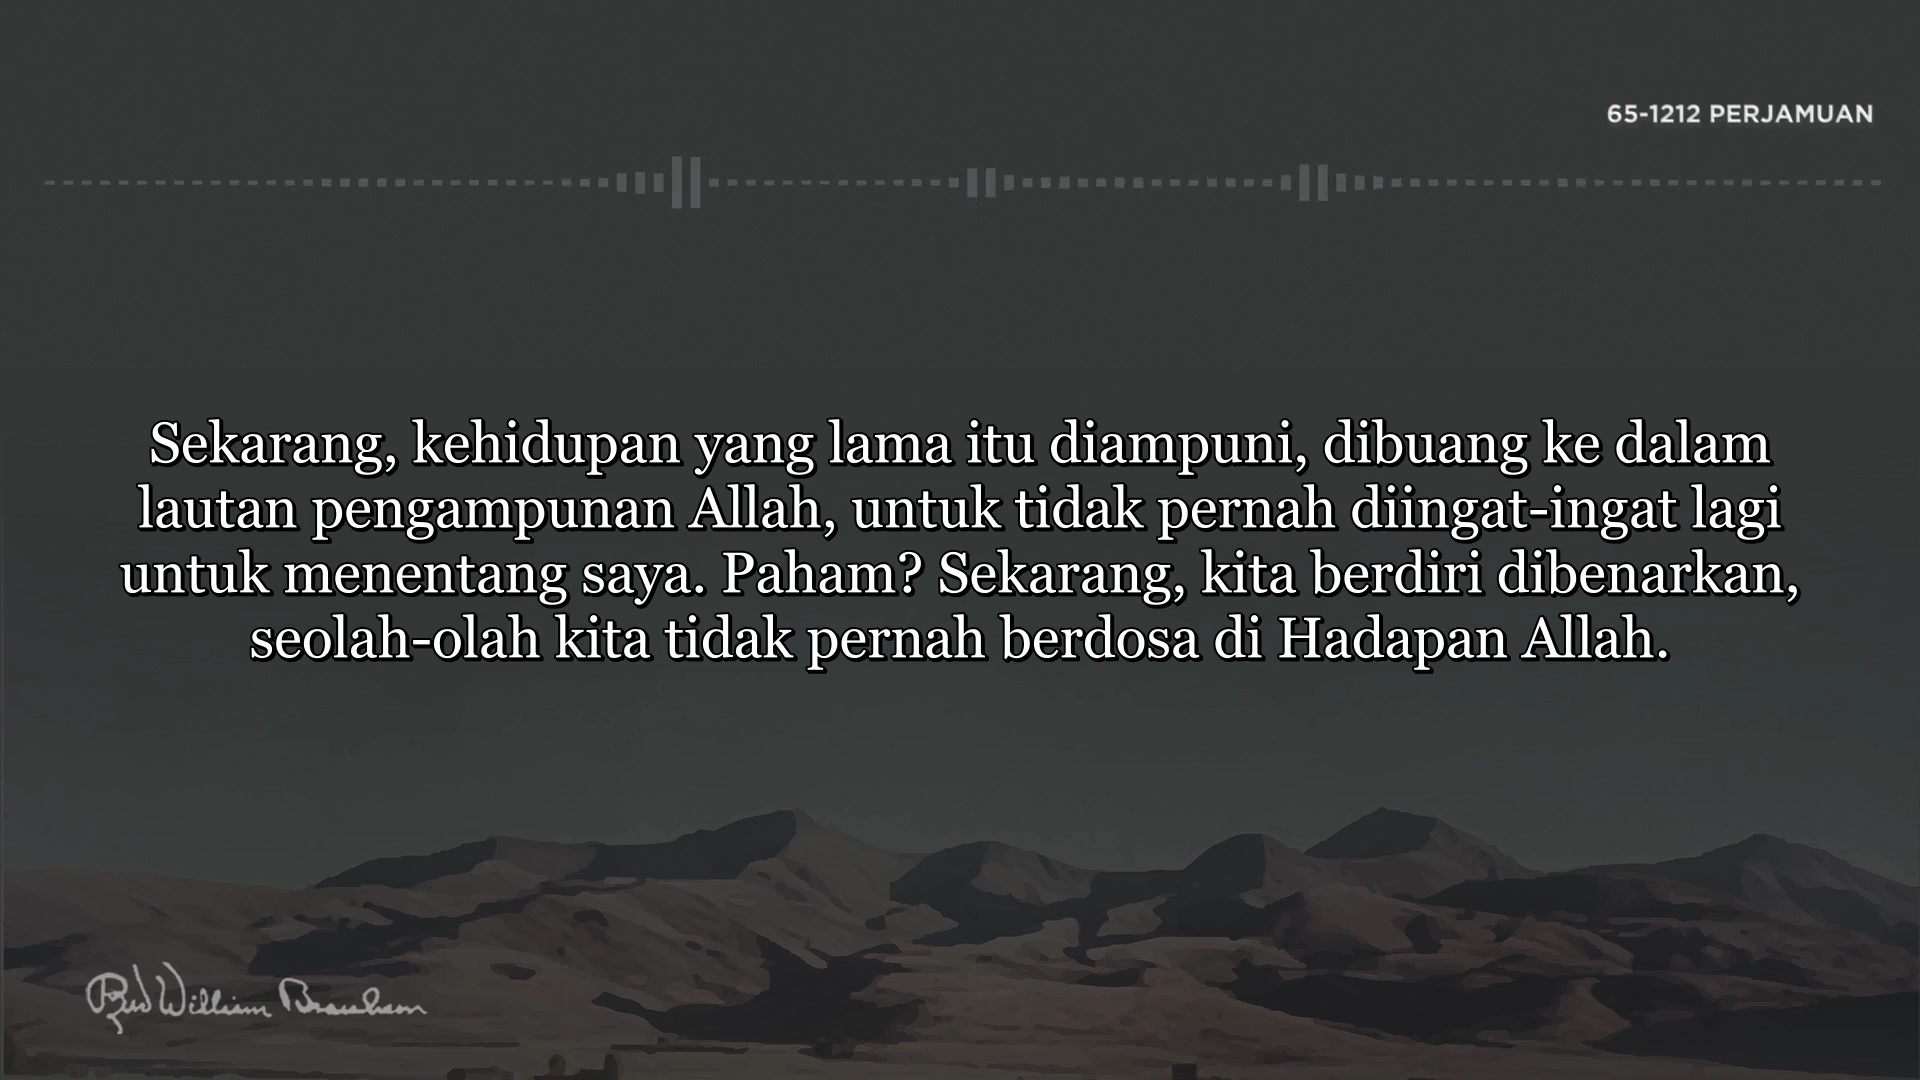 65-1212 PERJAMUAN
Sekarang, kehidupan yang lama itu diampuni, dibuang ke dalam
lautan pengampunan Allah, untuk tidak pernah diingat-ingat lagi
untuk menentang saya. Paham? Sekarang, kita berdiri dibenarkan,
seolah-olah kita tidak pernah berdosa di Hadapan Allah.
Rev William Branham